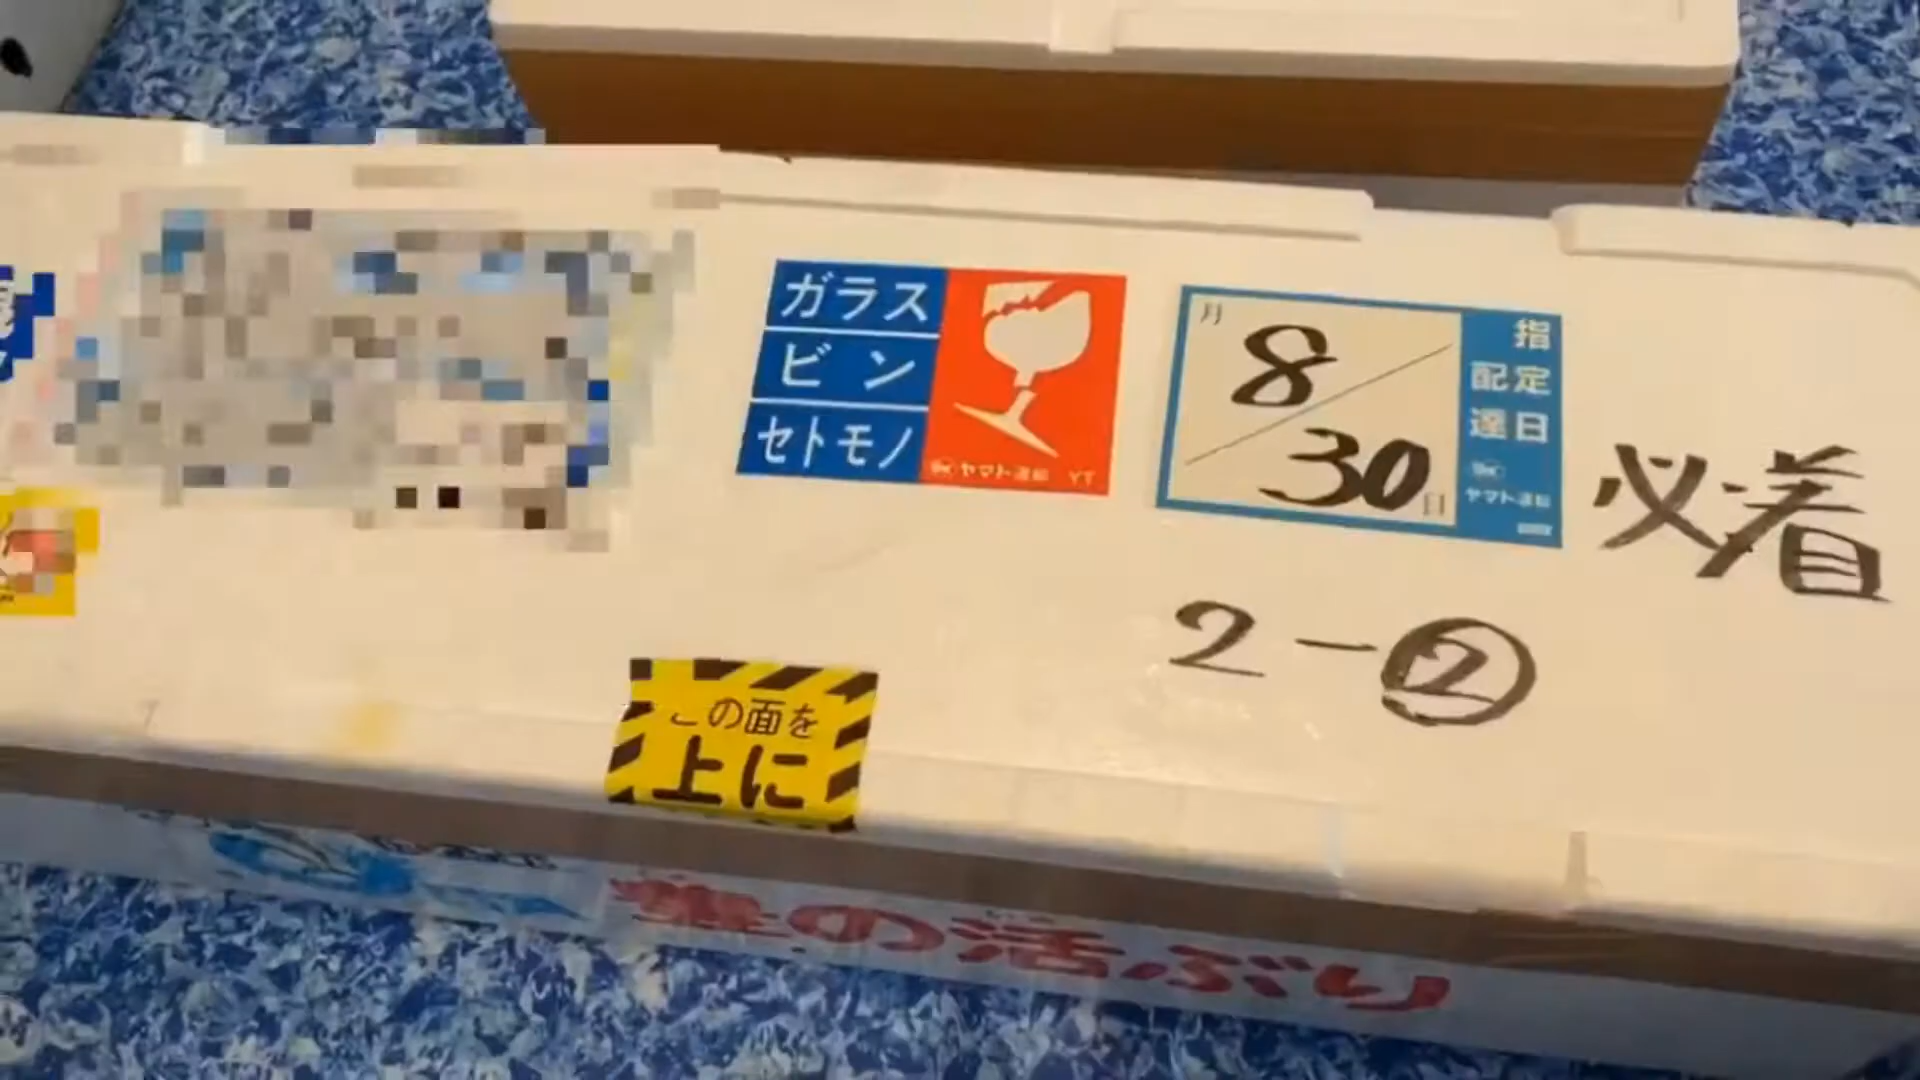 ガラス
ビン
セトモノ
ヤマト運輸 YT
月
8
30
日
指定
配達日
ヤマト運輸
必着
2-②
この面を
上に
の活ぶり